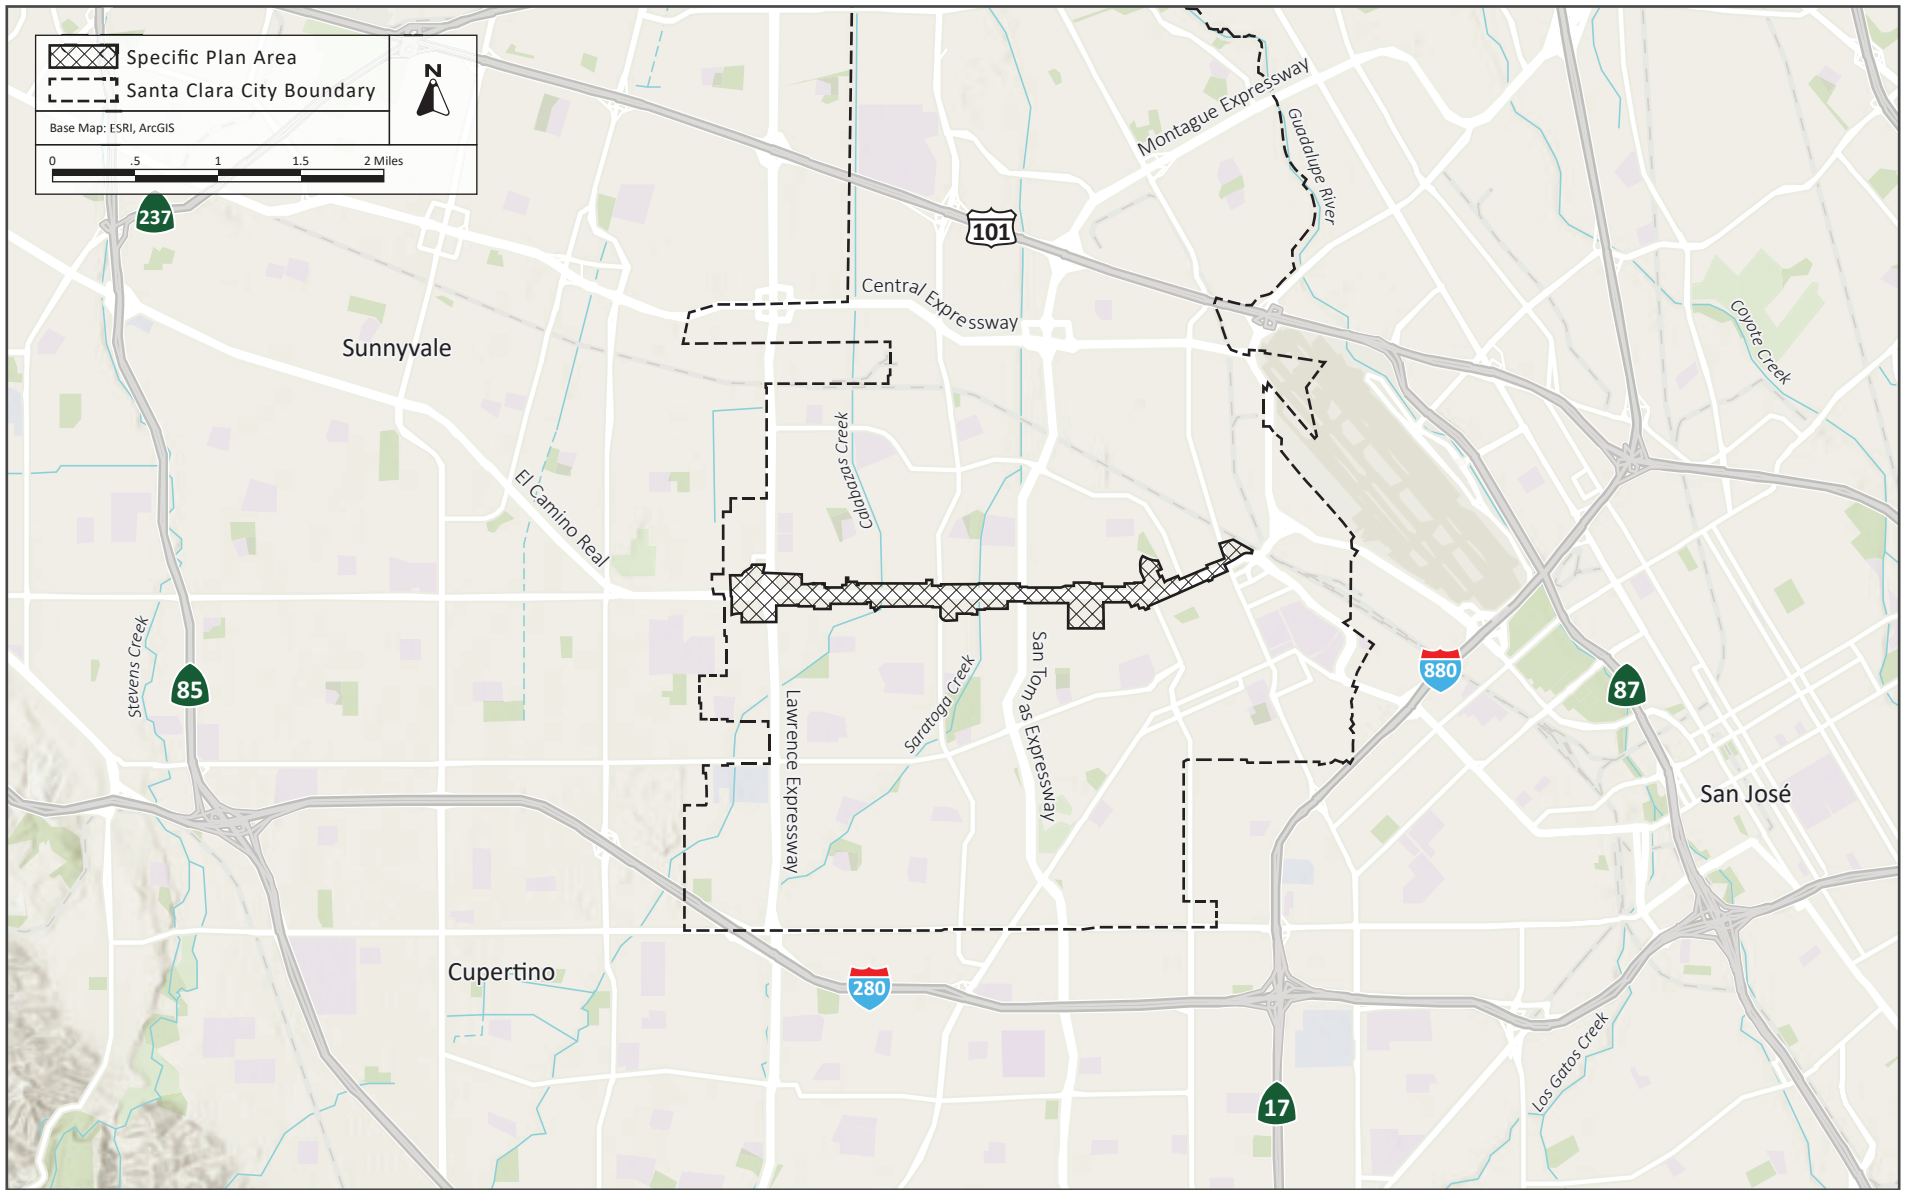 Specific Plan Area
Santa Clara City Boundary
N
Base Map: ESRI, ArcGIS
0 .5 1 1.5 2 Miles
237
101
Montague Expressway
Guadalupe River
Central Expressway
Sunnyvale
Coyote Creek
Calabazas Creek
El Camino Real
Stevens Creek
85
Lawrence Expressway
Saratoga Creek
San Tomas Expressway
880
87
San José
Cupertino
280
Los Gatos Creek
17